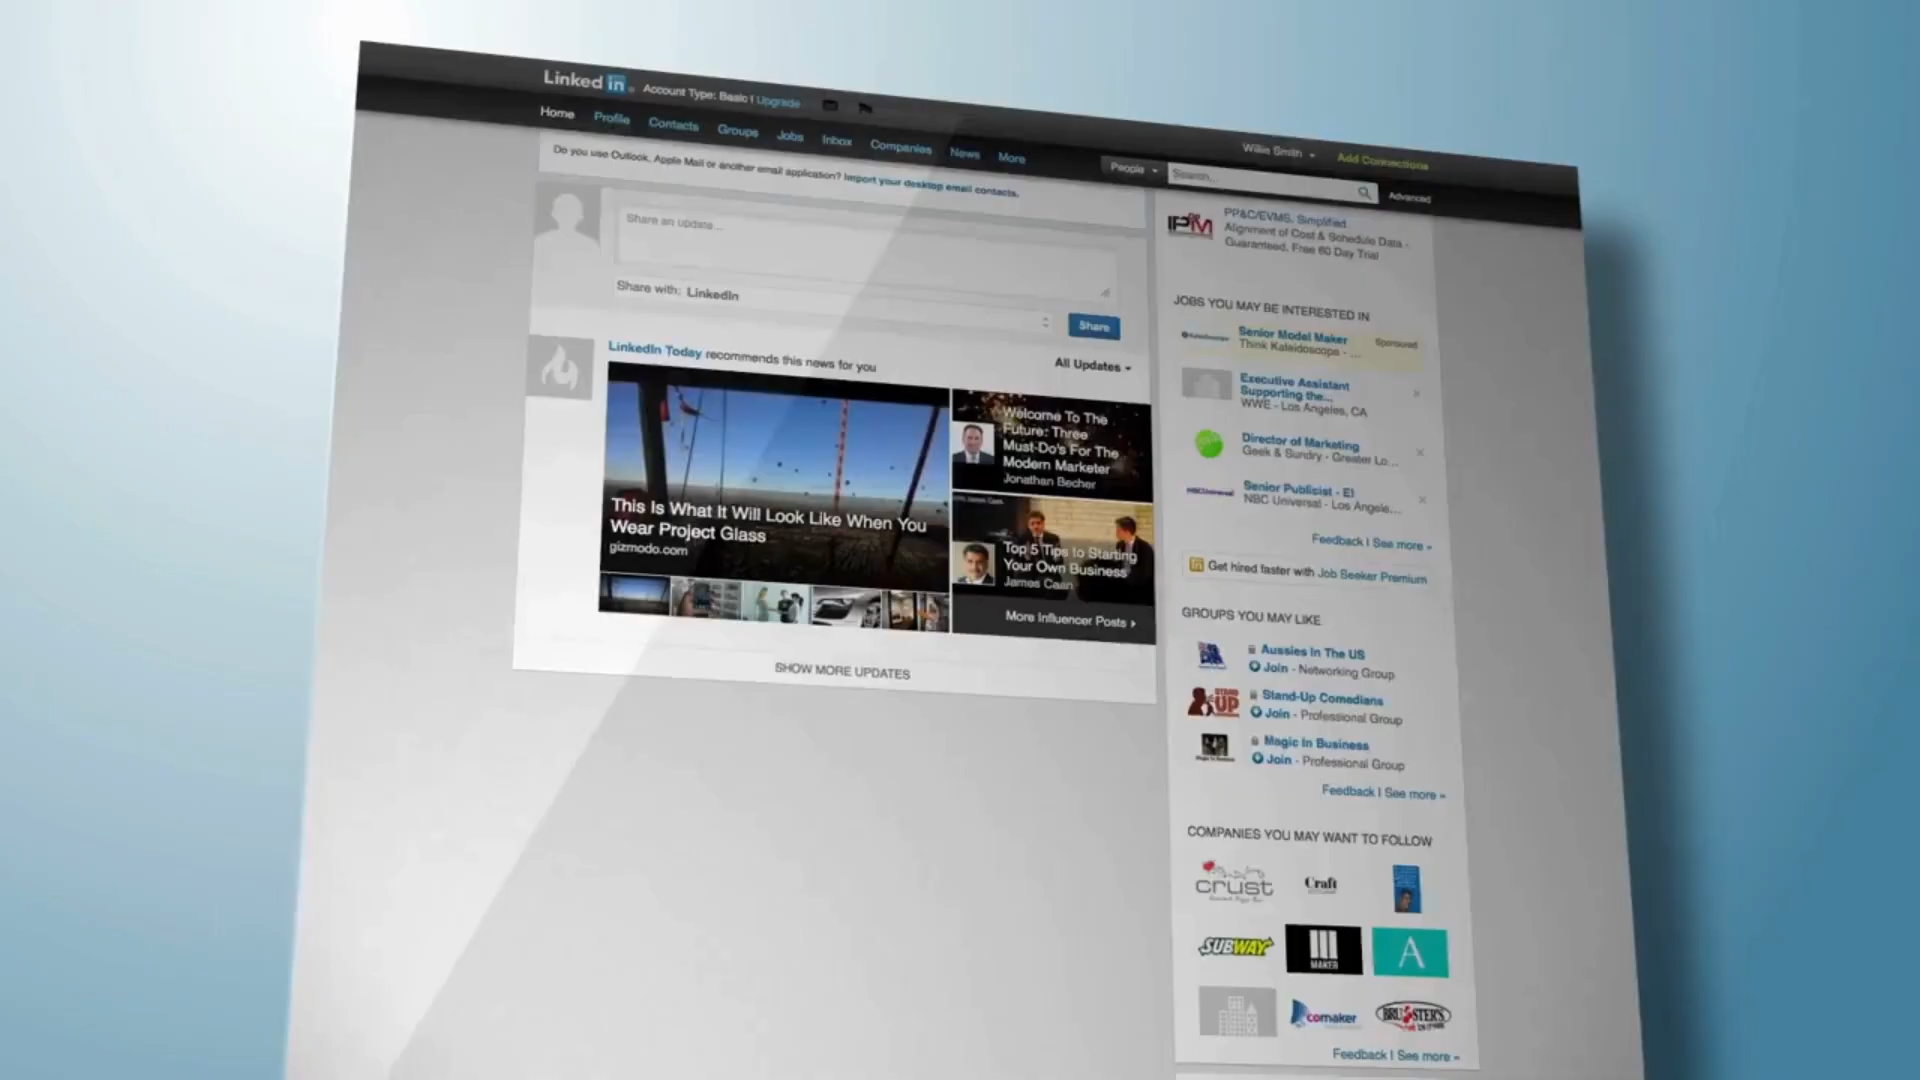 Linked in
Account Type: Basic | Upgrade
Willie Smith
Add Connections
Home Profile Contacts Groups Jobs Inbox Companies News More
People
Search...
Advanced
Do you use Outlook, Apple Mail or another email application? Import your desktop email contacts.
Share an update...
Share with: LinkedIn
Share
LinkedIn Today recommends this news for you
All Updates
This Is What It Will Look Like When You
Wear Project Glass
gizmodo.com
Welcome To The
Future: Three
Must-Do's For The
Modern Marketer
Jonathan Becher
Top 5 Tips to Starting
Your Own Business
James Caan
More Influencer Posts
SHOW MORE UPDATES
IPM
PP&C/EVMS, Simplified.
Alignment of Cost & Schedule Data -
Guaranteed. Free 60 Day Trial
JOBS YOU MAY BE INTERESTED IN
Senior Model Maker
Think Kaleidoscope - ...
Sponsored
Executive Assistant
Supporting the...
WWE - Los Angeles, CA
Director of Marketing
Geek & Sundry - Greater Lo...
NBCUniversal
Senior Publicist - E!
NBC Universal - Los Angele...
Feedback | See more »
in Get hired faster with Job Seeker Premium
GROUPS YOU MAY LIKE
Aussies In The US
Join - Networking Group
STAND UP
Stand-Up Comedians
Join - Professional Group
Magic In Business
Join - Professional Group
Feedback | See more »
COMPANIES YOU MAY WANT TO FOLLOW
crust
Craft
SUBWAY
MAKER
A
comaker
BRUSTER'S
Feedback | See more »